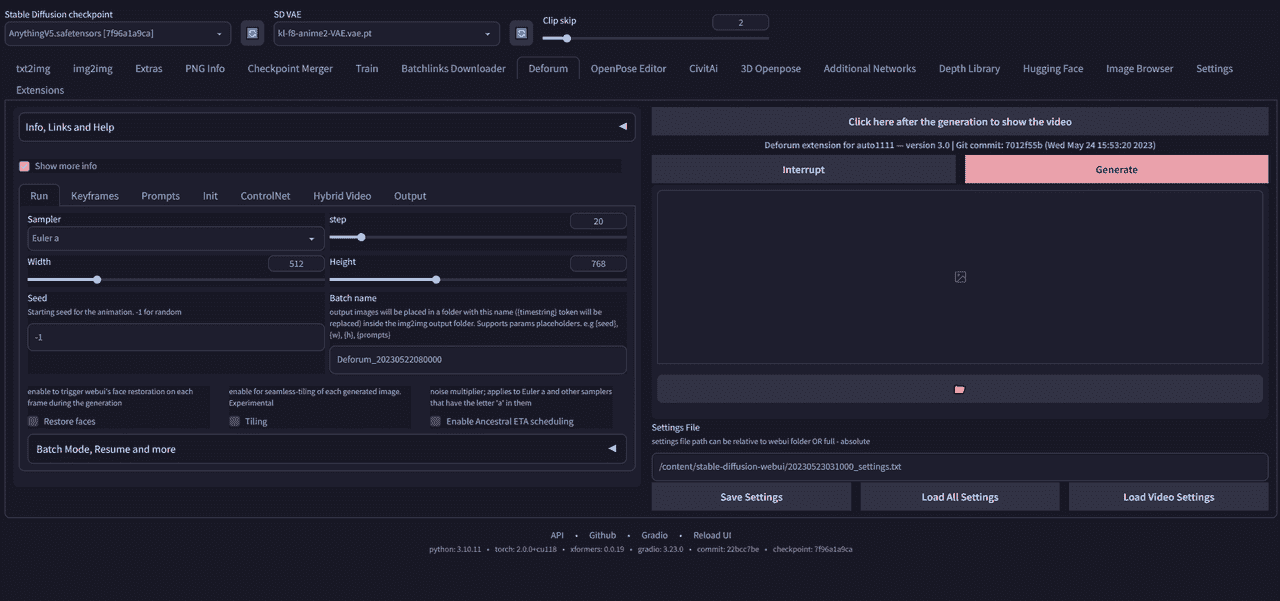 Stable Diffusion checkpoint
AnythingV5.safetensors [7f96a1a9ca]
SD VAE
kl-f8-anime2-VAE.vae.pt
Clip skip
2
txt2img img2img Extras PNG Info Checkpoint Merger Train Batchlinks Downloader Deforum OpenPose Editor CivitAi 3D Openpose Additional Networks Depth Library Hugging Face Image Browser Settings
Extensions
Info, Links and Help
Show more info
Run Keyframes Prompts Init ControlNet Hybrid Video Output
Sampler
Euler a
step
20
Width
512
Height
768
Seed
Starting seed for the animation. -1 for random
-1
Batch name
output images will be placed in a folder with this name ({timestring} token will be
replaced) inside the img2img output folder. Supports params placeholders. e.g {seed},
{w}, {h}, {prompts}
Deforum_20230522080000
enable to trigger webui's face restoration on each
frame during the generation
Restore faces
enable for seamless-tiling of each generated image.
Experimental
Tiling
noise multiplier; applies to Euler a and other samplers
that have the letter 'a' in them
Enable Ancestral ETA scheduling
Batch Mode, Resume and more
Click here after the generation to show the video
Deforum extension for auto1111 — version 3.0 | Git commit: 7012f55b (Wed May 24 15:53:20 2023)
Interrupt
Generate
Settings File
settings file path can be relative to webui folder OR full - absolute
/content/stable-diffusion-webui/20230523031000_settings.txt
Save Settings
Load All Settings
Load Video Settings
API • Github • Gradio • Reload UI
python: 3.10.11 • torch: 2.0.0+cu118 • xformers: 0.0.19 • gradio: 3.23.0 • commit: 22bcc7be • checkpoint: 7f96a1a9ca